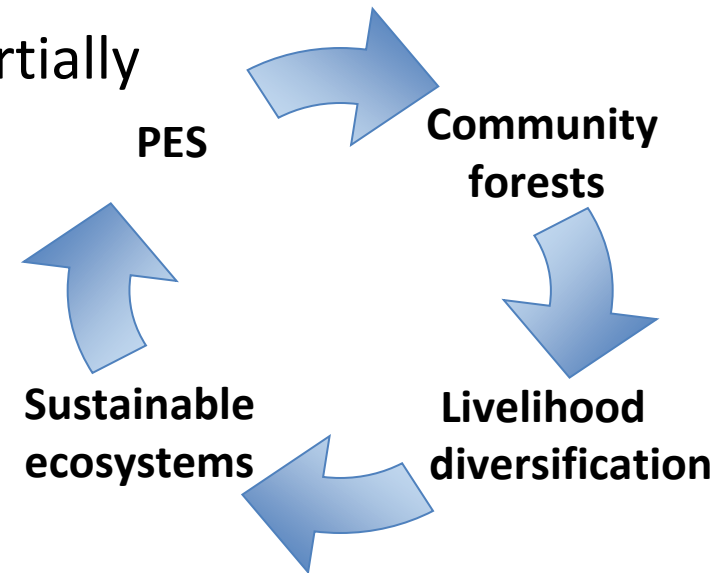 rtially
PES
Community
forests
Sustainable
ecosystems
Livelihood
diversification